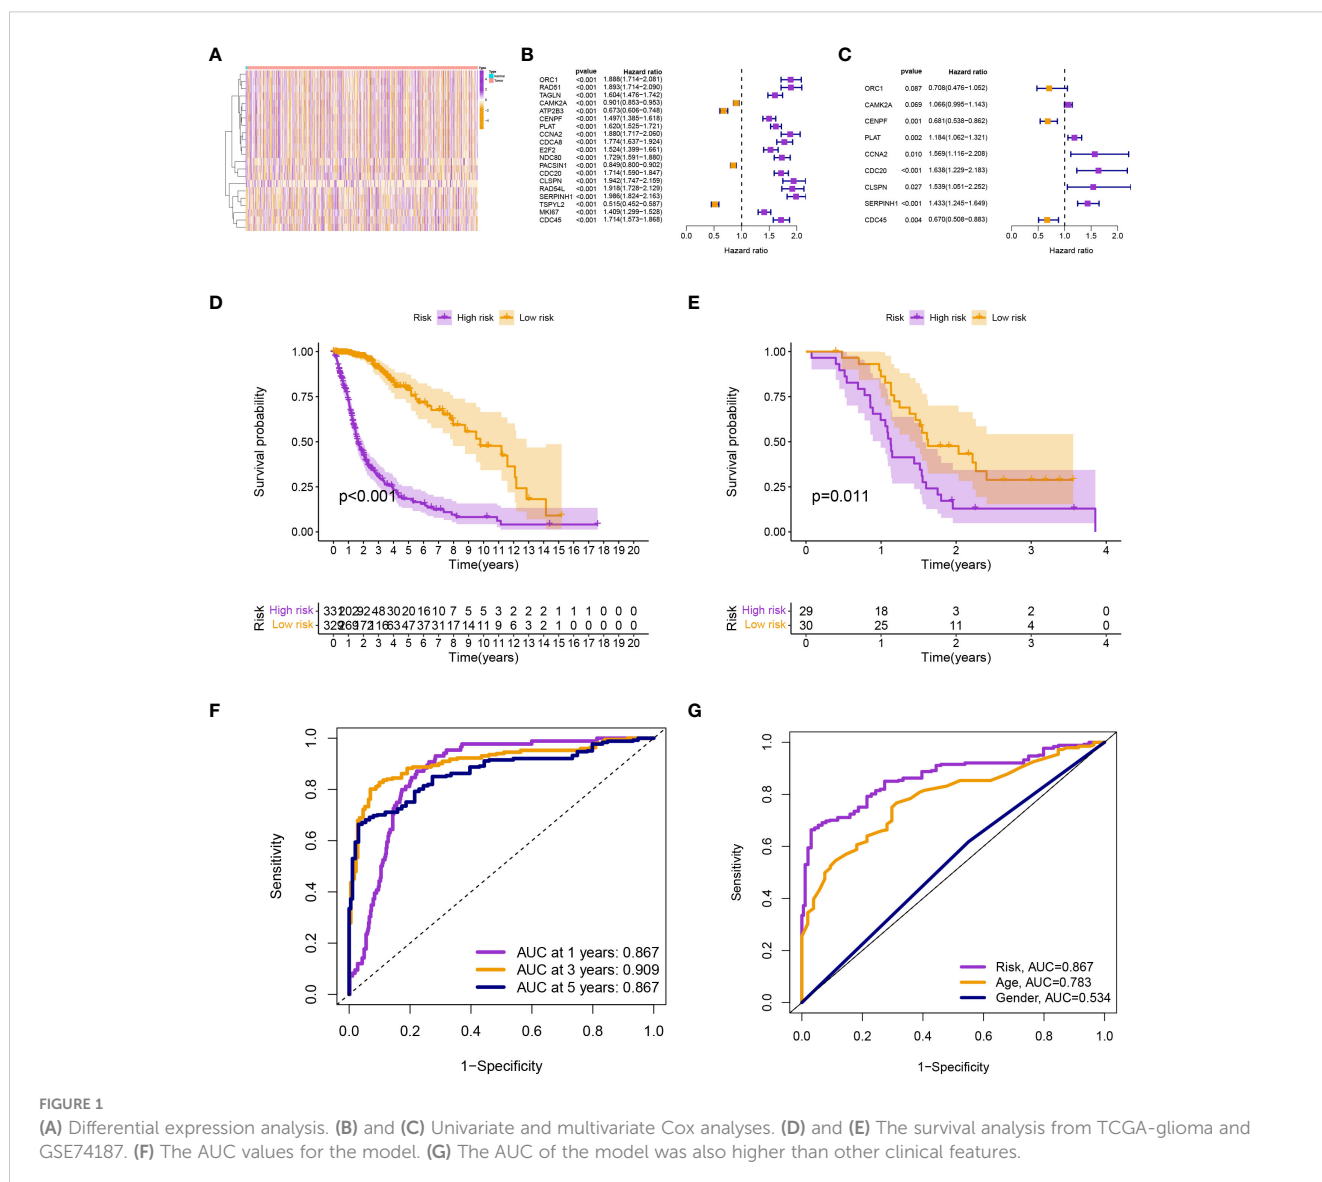 A
Type
Type
Normal
Tumor
B
pvalue Hazard ratio
ORC1 <0.001 1.888(1.714−2.081)
RAD51 <0.001 1.893(1.714−2.090)
TAGLN <0.001 1.604(1.476−1.742)
CAMK2A <0.001 0.901(0.853−0.953)
ATP2B3 <0.001 0.673(0.606−0.748)
CENPF <0.001 1.497(1.385−1.618)
PLAT <0.001 1.620(1.525−1.721)
CCNA2 <0.001 1.880(1.717−2.060)
CDCA8 <0.001 1.774(1.637−1.924)
E2F2 <0.001 1.524(1.399−1.661)
NDC80 <0.001 1.729(1.591−1.880)
PACSIN1 <0.001 0.849(0.800−0.902)
CDC20 <0.001 1.714(1.590−1.847)
CLSPN <0.001 1.942(1.747−2.159)
RAD54L <0.001 1.918(1.728−2.129)
SERPINH1 <0.001 1.986(1.824−2.163)
TSPYL2 <0.001 0.515(0.452−0.587)
MKI67 <0.001 1.409(1.299−1.528)
CDC45 <0.001 1.714(1.573−1.868)
0.0 0.5 1.0 1.5 2.0
Hazard ratio
C
pvalue Hazard ratio
ORC1 0.087 0.708(0.476−1.052)
CAMK2A 0.069 1.066(0.995−1.143)
CENPF 0.001 0.681(0.538−0.862)
PLAT 0.002 1.184(1.062−1.321)
CCNA2 0.010 1.569(1.116−2.208)
CDC20 <0.001 1.638(1.229−2.183)
CLSPN 0.027 1.539(1.051−2.252)
SERPINH1 <0.001 1.433(1.245−1.649)
CDC45 0.004 0.670(0.508−0.883)
0.0 0.5 1.0 1.5 2.0
Hazard ratio
D
Risk High risk Low risk
Survival probability
1.00
0.75
0.50
0.25
0.00
p<0.001
0 1 2 3 4 5 6 7 8 9 10 11 12 13 14 15 16 17 18 19 20
Time(years)
Risk
High risk 331 202 92 48 30 20 16 10 7 5 5 3 2 2 2 1 1 1 0 0 0
Low risk 329 269 172 116 63 47 37 31 17 14 11 9 6 3 2 1 0 0 0 0 0
0 1 2 3 4 5 6 7 8 9 10 11 12 13 14 15 16 17 18 19 20
Time(years)
E
Risk High risk Low risk
Survival probability
1.00
0.75
0.50
0.25
0.00
p=0.011
0 1 2 3 4
Time(years)
Risk
High risk 29 18 3 2 0
Low risk 30 25 11 4 0
0 1 2 3 4
Time(years)
F
Sensitivity
1.0
0.8
0.6
0.4
0.2
0.0
AUC at 1 years: 0.867
AUC at 3 years: 0.909
AUC at 5 years: 0.867
0.0 0.2 0.4 0.6 0.8 1.0
1−Specificity
G
Sensitivity
1.0
0.8
0.6
0.4
0.2
0.0
Risk, AUC=0.867
Age, AUC=0.783
Gender, AUC=0.534
0.0 0.2 0.4 0.6 0.8 1.0
1−Specificity
FIGURE 1
(A) Differential expression analysis. (B) and (C) Univariate and multivariate Cox analyses. (D) and (E) The survival analysis from TCGA-glioma and
GSE74187. (F) The AUC values for the model. (G) The AUC of the model was also higher than other clinical features.